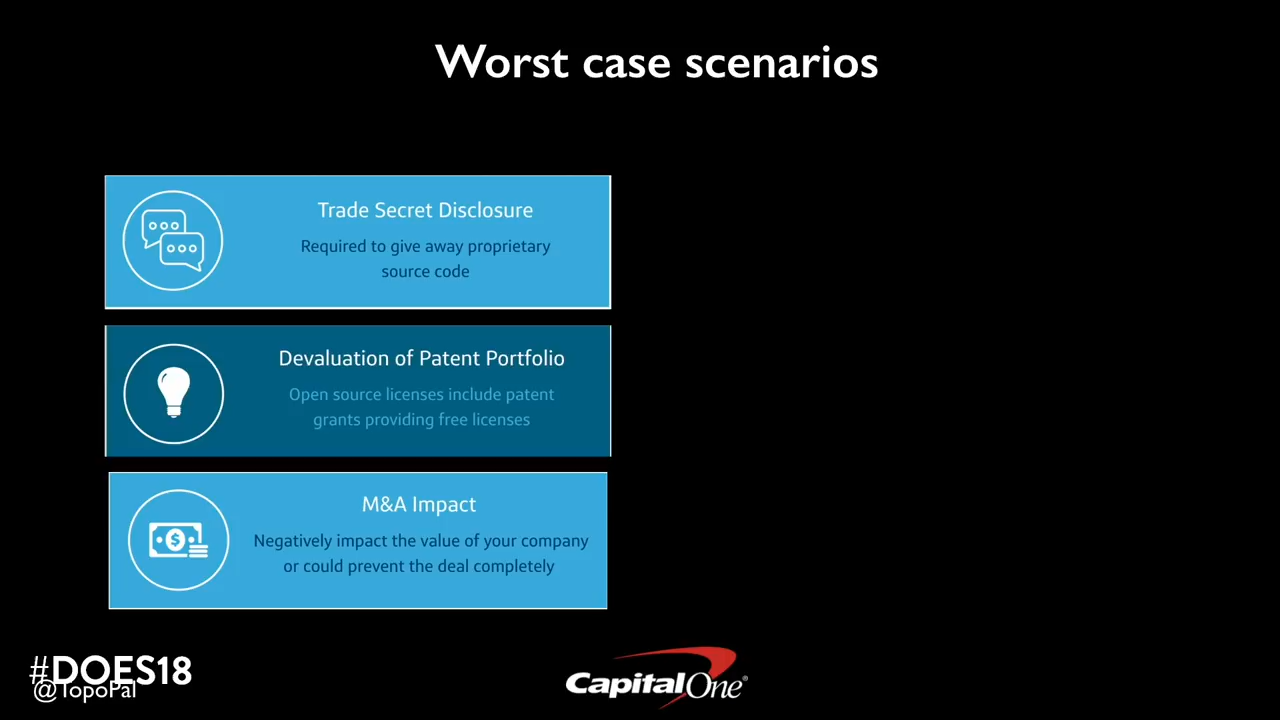 Worst case scenarios
Trade Secret Disclosure
Required to give away proprietary
source code
Devaluation of Patent Portfolio
Open source licenses include patent
grants providing free licenses
M&A Impact
Negatively impact the value of your company
or could prevent the deal completely
#DOES18
@TopoPal
Capital One®